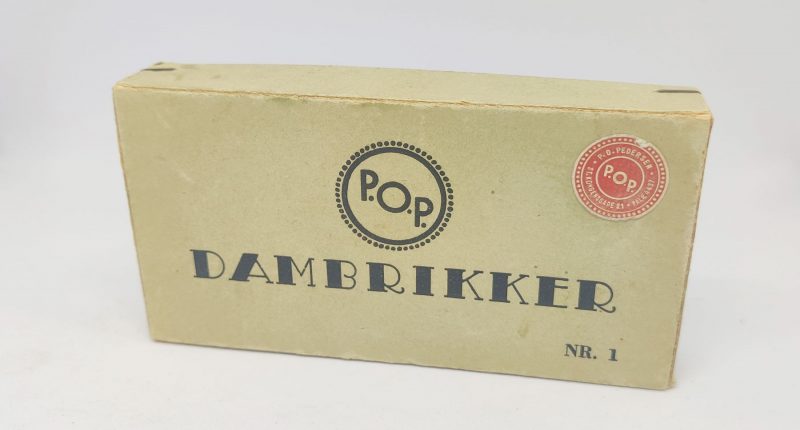 P.O.P.
DAMBRIKKER
NR. 1
P.O. PEDERSEN
P.O.P.